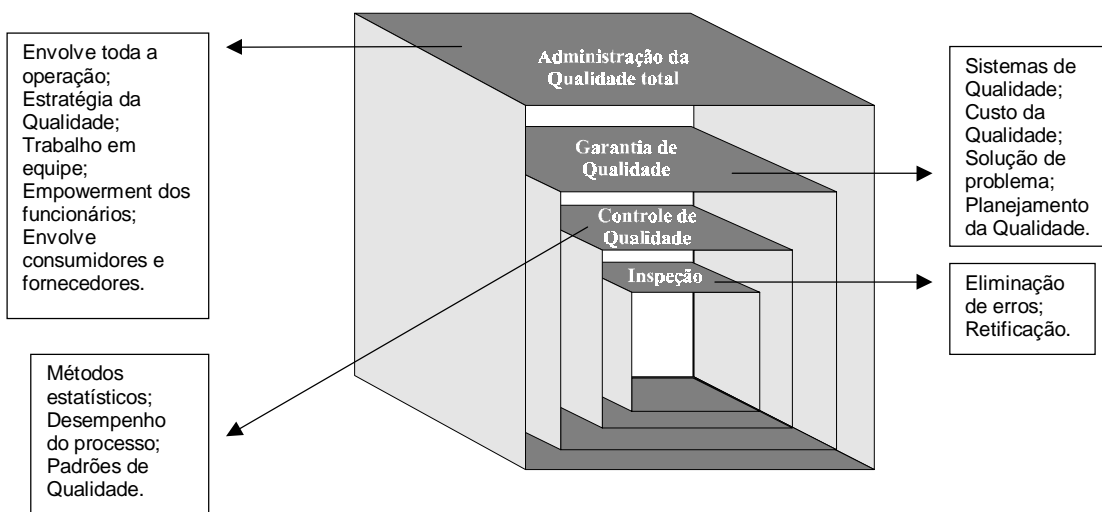 Envolve toda a
operação;
Estratégia da
Qualidade;
Trabalho em
equipe;
Empowerment dos
funcionários;
Envolve
consumidores e
fornecedores.
Administração da
Qualidade total
Sistemas de
Qualidade;
Custo da
Qualidade;
Solução de
problema;
Planejamento
da Qualidade.
Garantia de
Qualidade
Controle de
Qualidade
Inspeção
Eliminação
de erros;
Retificação.
Métodos
estatísticos;
Desempenho
do processo;
Padrões de
Qualidade.